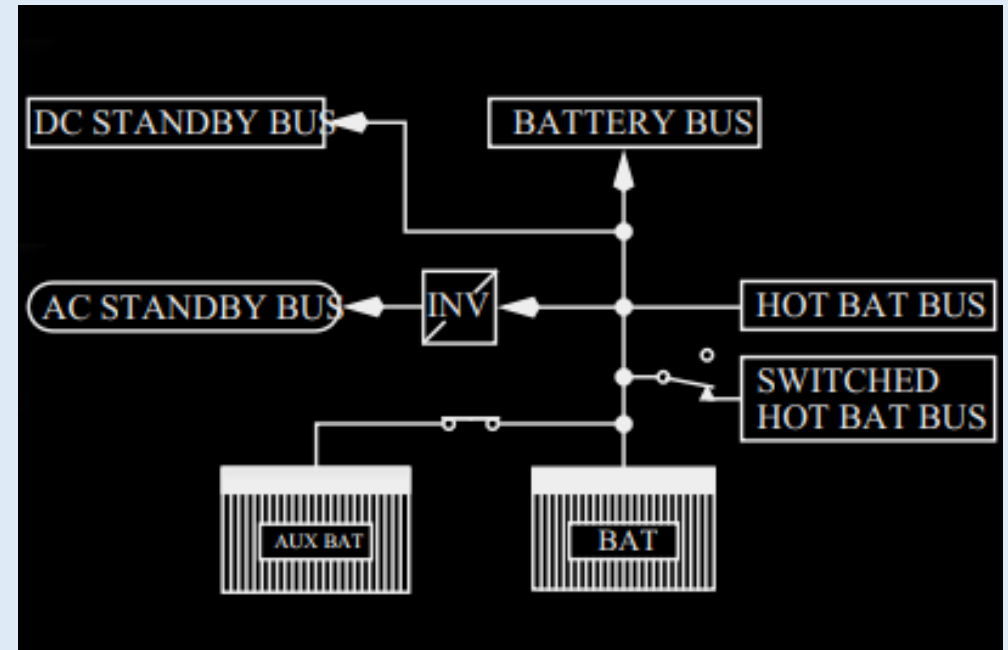 DC STANDBY BUS
BATTERY BUS
AC STANDBY BUS
INV
HOT BAT BUS
SWITCHED
HOT BAT BUS
AUX BAT
BAT